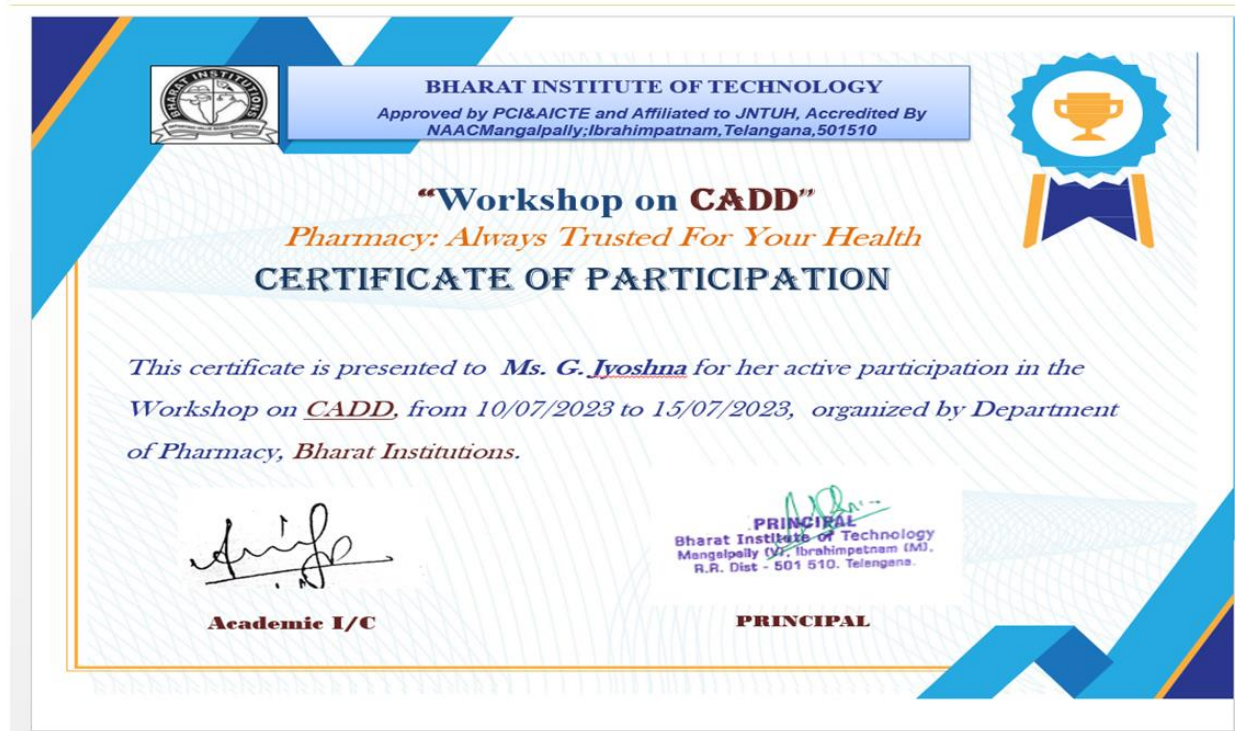 BHARAT INSTITUTIONS
BHARAT INSTITUTE OF TECHNOLOGY
Approved by PCI&AICTE and Affiliated to JNTUH, Accredited By
NAACMangalpally;Ibrahimpatnam,Telangana,501510
“Workshop on CADD”
Pharmacy: Always Trusted For Your Health
CERTIFICATE OF PARTICIPATION
This certificate is presented to Ms. G. Jyoshna for her active participation in the
Workshop on CADD, from 10/07/2023 to 15/07/2023, organized by Department
of Pharmacy, Bharat Institutions.
PRINCIPAL
Bharat Institute of Technology
Mangalpally (V), Ibrahimpatnam (M),
R.R. Dist - 501 510. Telangana.
Academic I/C
PRINCIPAL